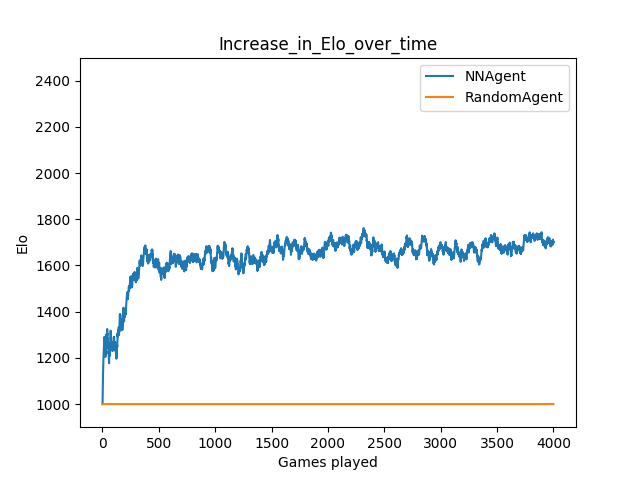 Increase_in_Elo_over_time
NNAgent
RandomAgent
2400
2200
2000
1800
1600
1400
1200
1000
Elo
0 500 1000 1500 2000 2500 3000 3500 4000
Games played